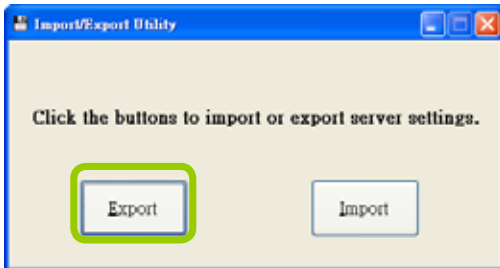 Import/Export Utility
Click the buttons to import or export server settings.
Export
Import